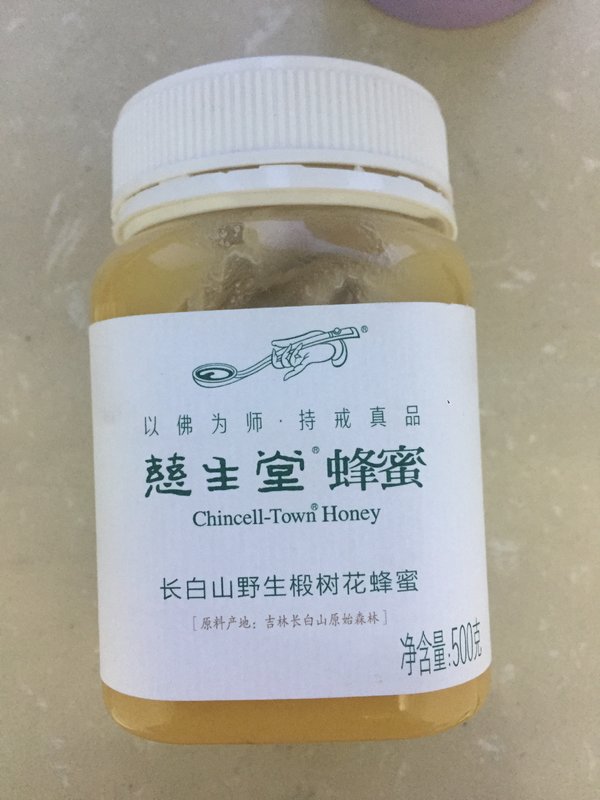 以佛为师·持戒真品
慈生堂®蜂蜜
Chincell-Town® Honey
长白山野生椴树花蜂蜜
[原料产地：吉林长白山原始森林]
净含量:500克